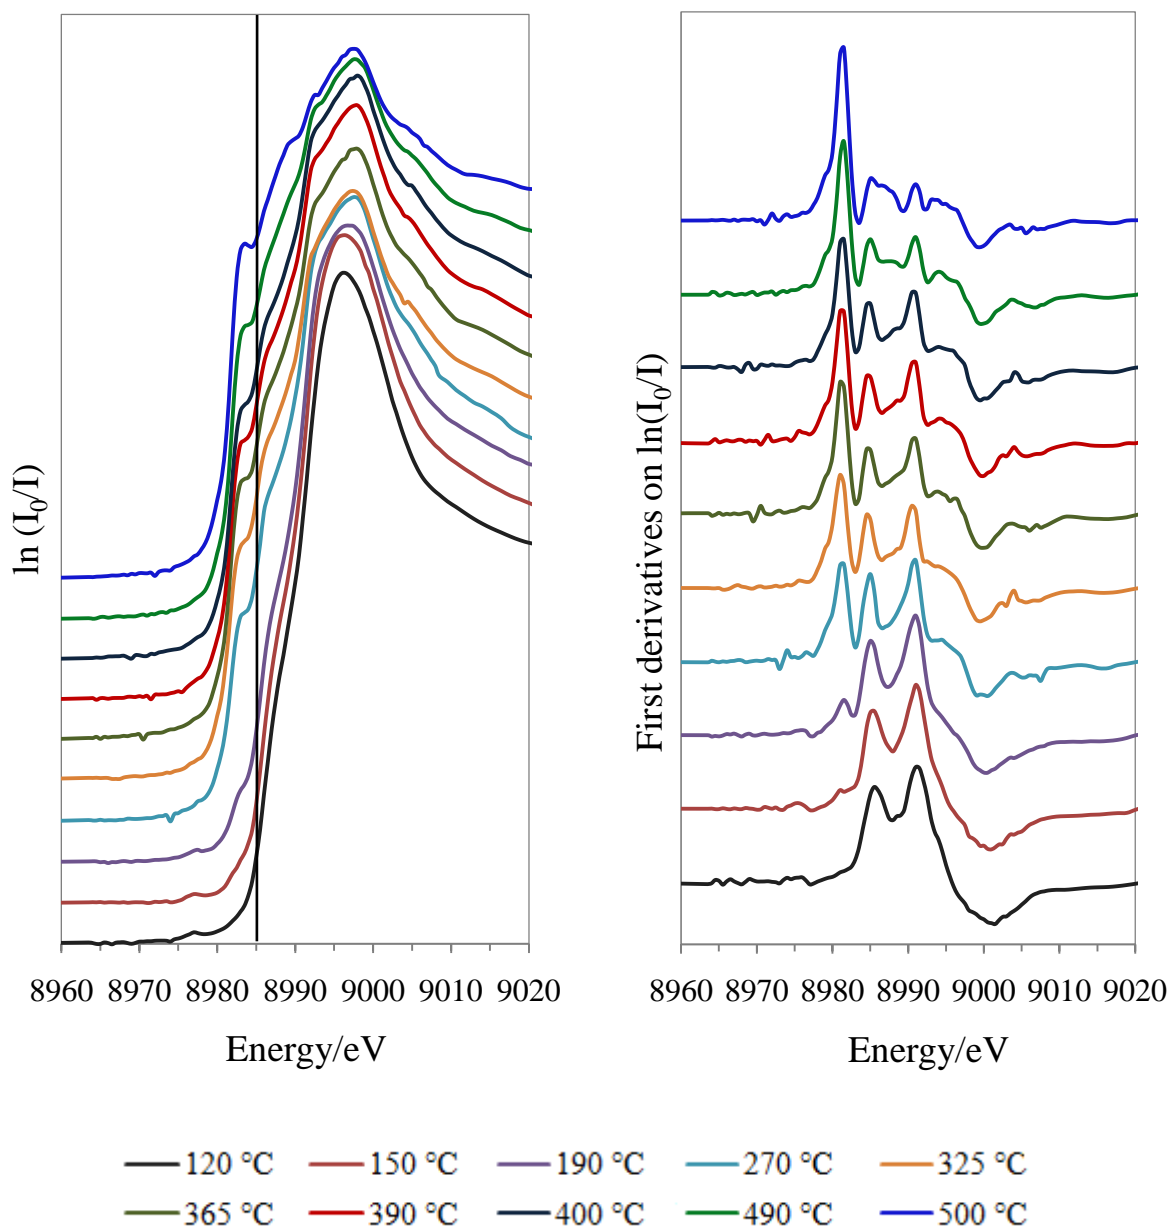 ln (I₀/I)
8960 8970 8980 8990 9000 9010 9020
Energy/eV
First derivatives on ln(I₀/I)
8960 8970 8980 8990 9000 9010 9020
Energy/eV
120 °C 150 °C 190 °C 270 °C 325 °C
365 °C 390 °C 400 °C 490 °C 500 °C